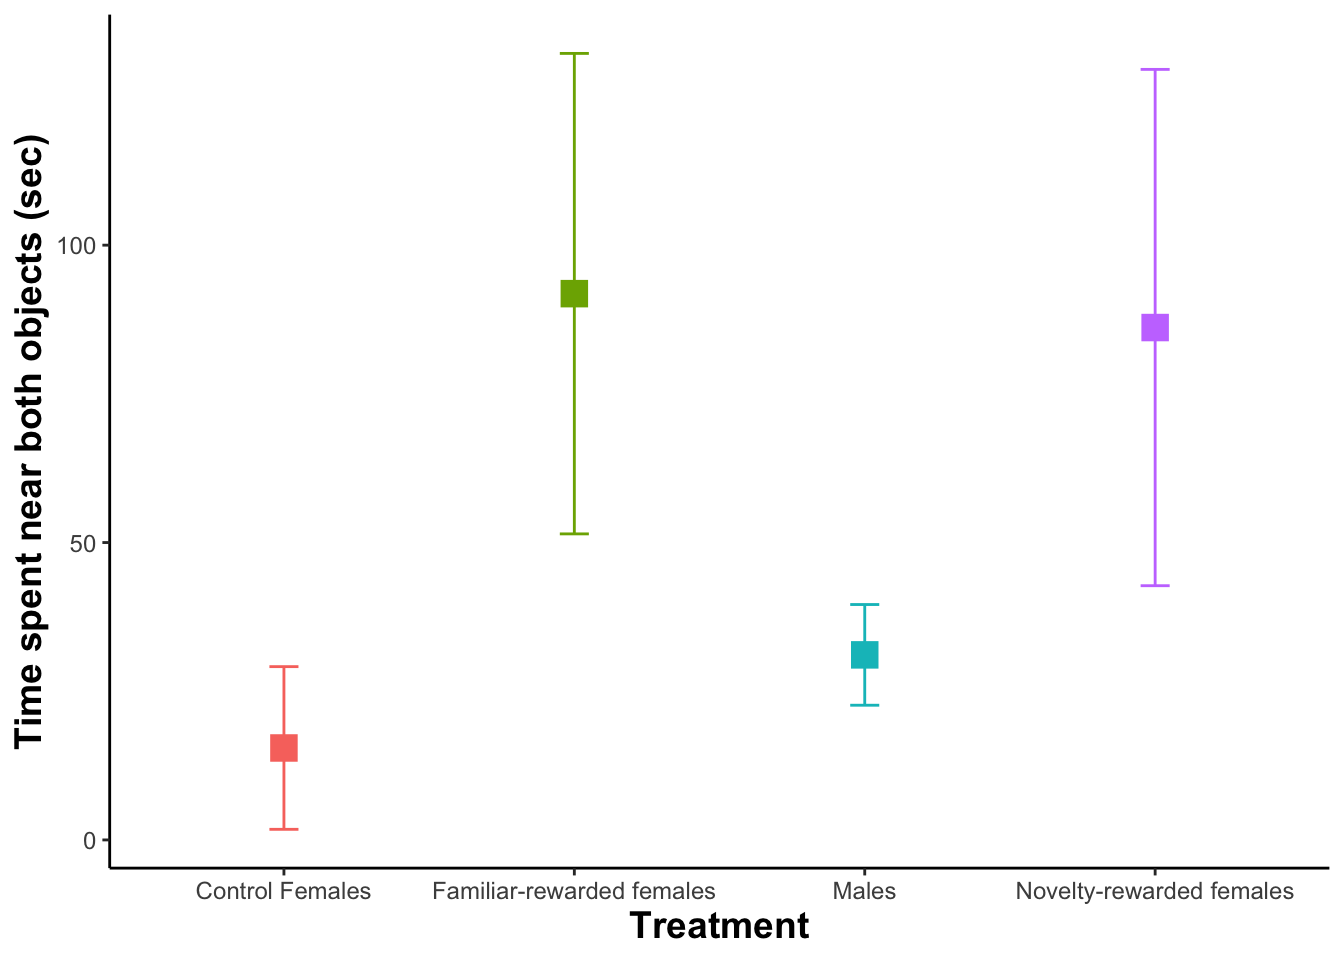 Time spent near both objects (sec)
100
50
0
Control Females
Familiar-rewarded females
Males
Novelty-rewarded females
Treatment